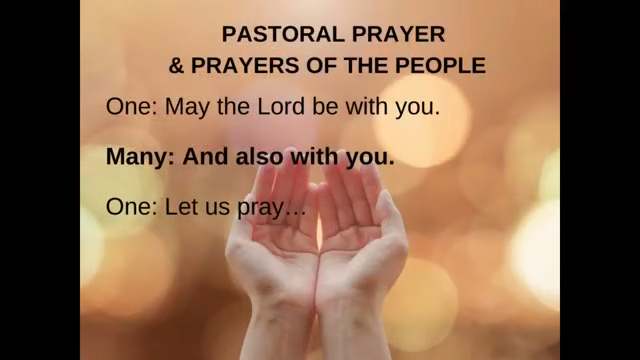 PASTORAL PRAYER
& PRAYERS OF THE PEOPLE
One: May the Lord be with you.
Many: And also with you.
One: Let us pray…